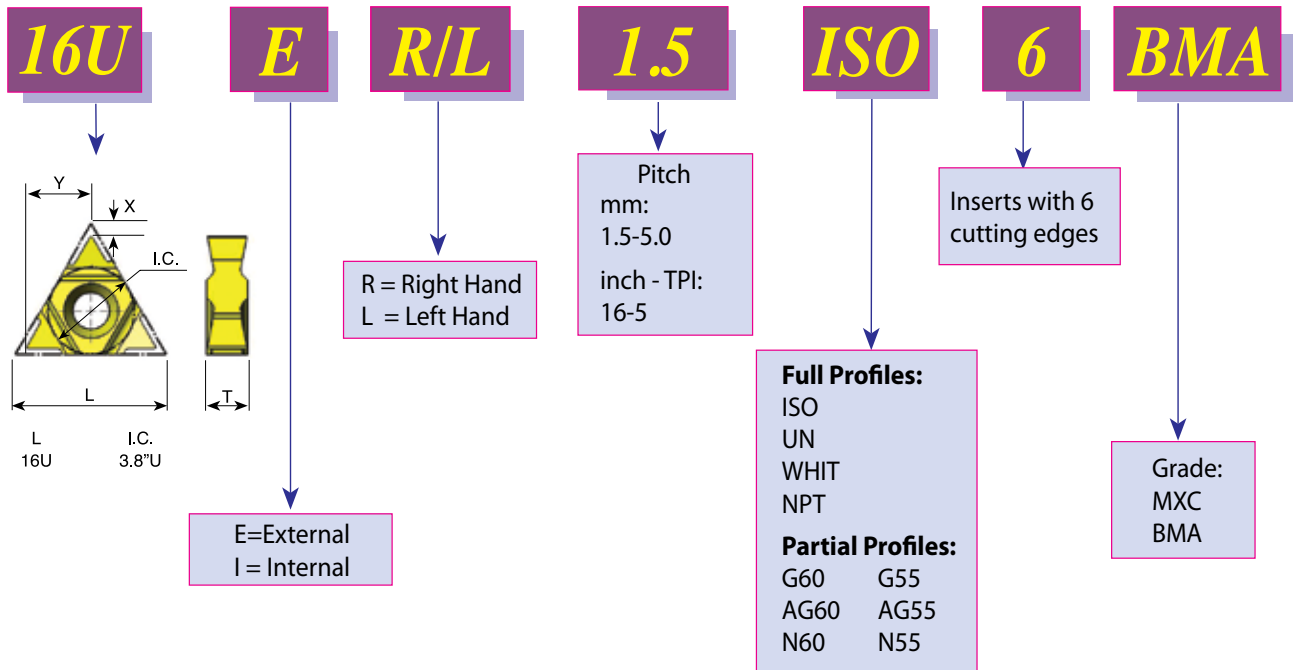 16U E R/L 1.5 ISO 6 BMA
Y
X
I.C.
L
T
L I.C.
16U 3.8"U
E=External
I = Internal
R = Right Hand
L = Left Hand
Pitch
mm:
1.5-5.0
inch - TPI:
16-5
Full Profiles:
ISO
UN
WHIT
NPT
Partial Profiles:
G60 G55
AG60 AG55
N60 N55
Inserts with 6
cutting edges
Grade:
MXC
BMA